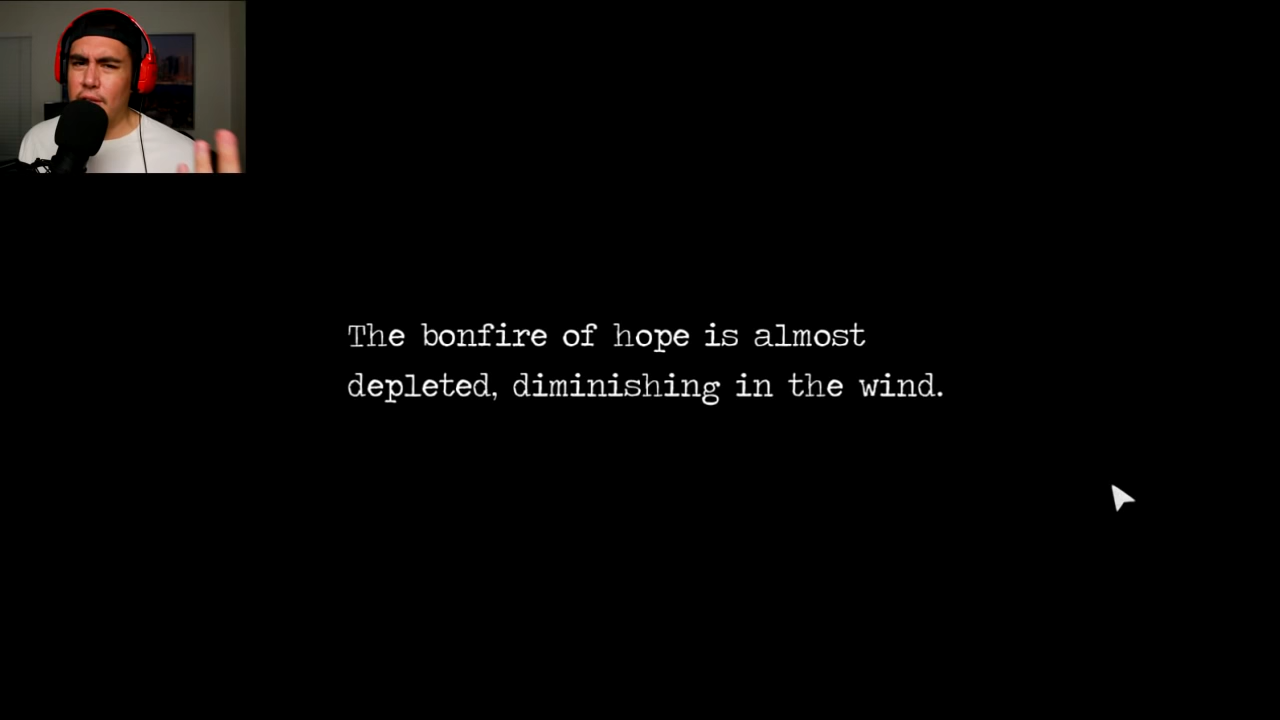 The bonfire of hope is almost
depleted, diminishing in the wind.